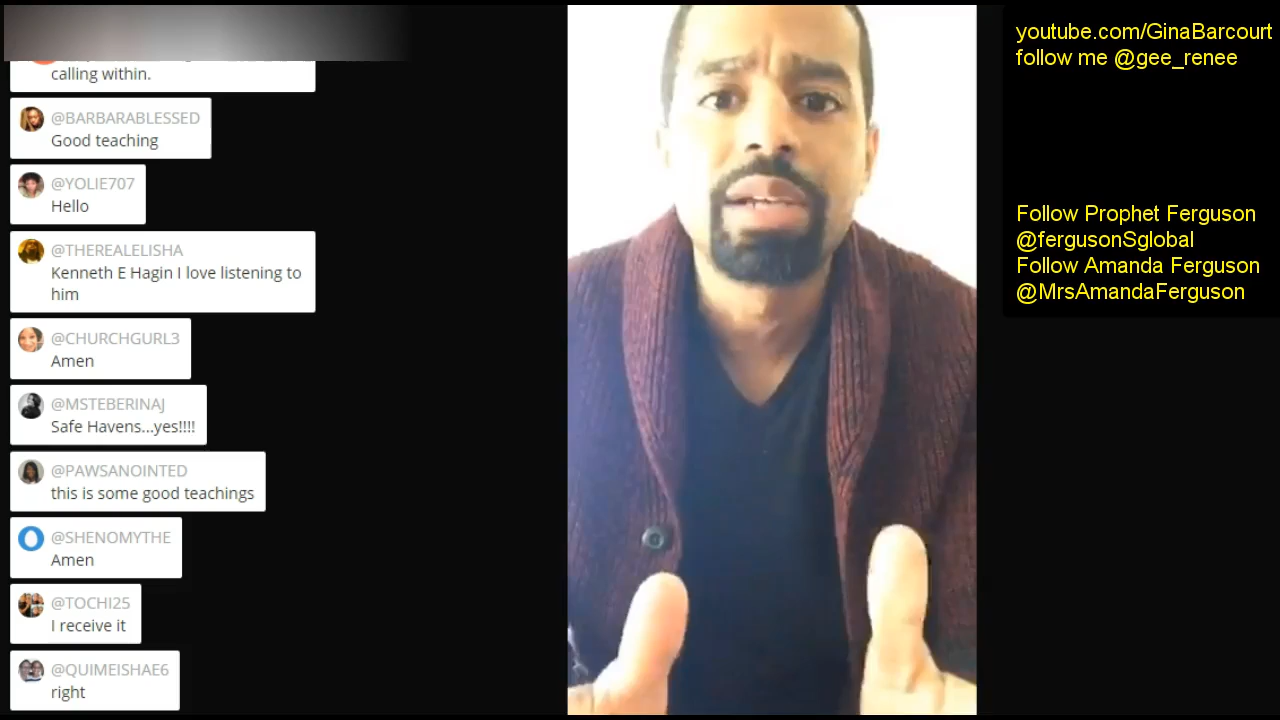 calling within.
@BARBARABLESSED
Good teaching
@YOLIE707
Hello
@THEREALELISHA
Kenneth E Hagin I love listening to
him
@CHURCHGURL3
Amen
@MSTEBERINAJ
Safe Havens...yes!!!!
@PAWSANOINTED
this is some good teachings
@SHENOMYTHE
Amen
@TOCHI25
I receive it
@QUIMEISHAE6
right
youtube.com/GinaBarcourt
follow me @gee_renee
Follow Prophet Ferguson
@fergusonSglobal
Follow Amanda Ferguson
@MrsAmandaFerguson